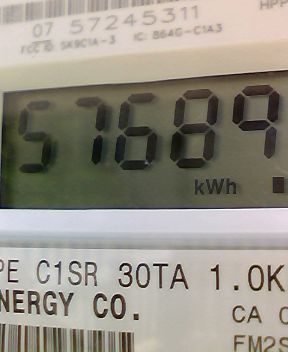 07 57245311
FCC ID: SK9C1A-3 IC: 864G-C1A3
HPP
57689
kWh
PE C1SR 30TA 1.0K
NERGY CO.
CA
FM2S